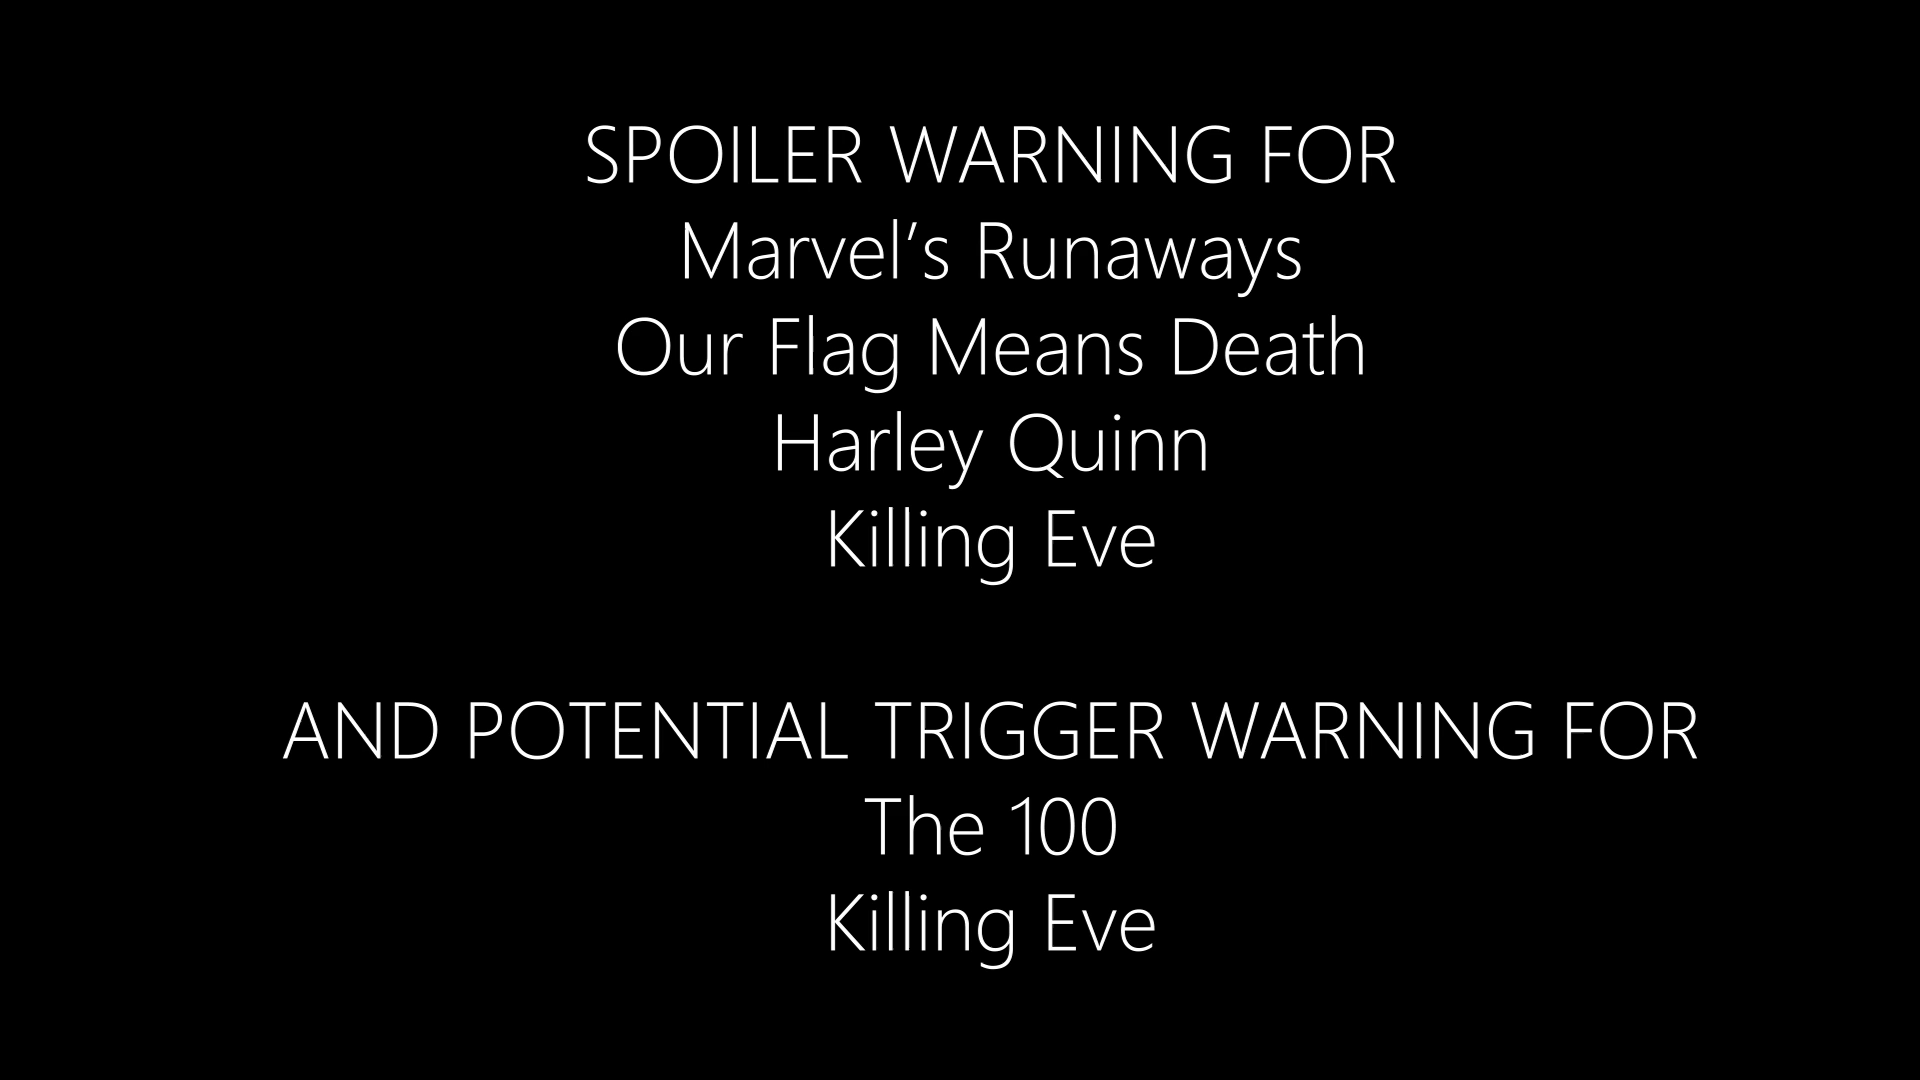 SPOILER WARNING FOR
Marvel’s Runaways
Our Flag Means Death
Harley Quinn
Killing Eve
AND POTENTIAL TRIGGER WARNING FOR
The 100
Killing Eve